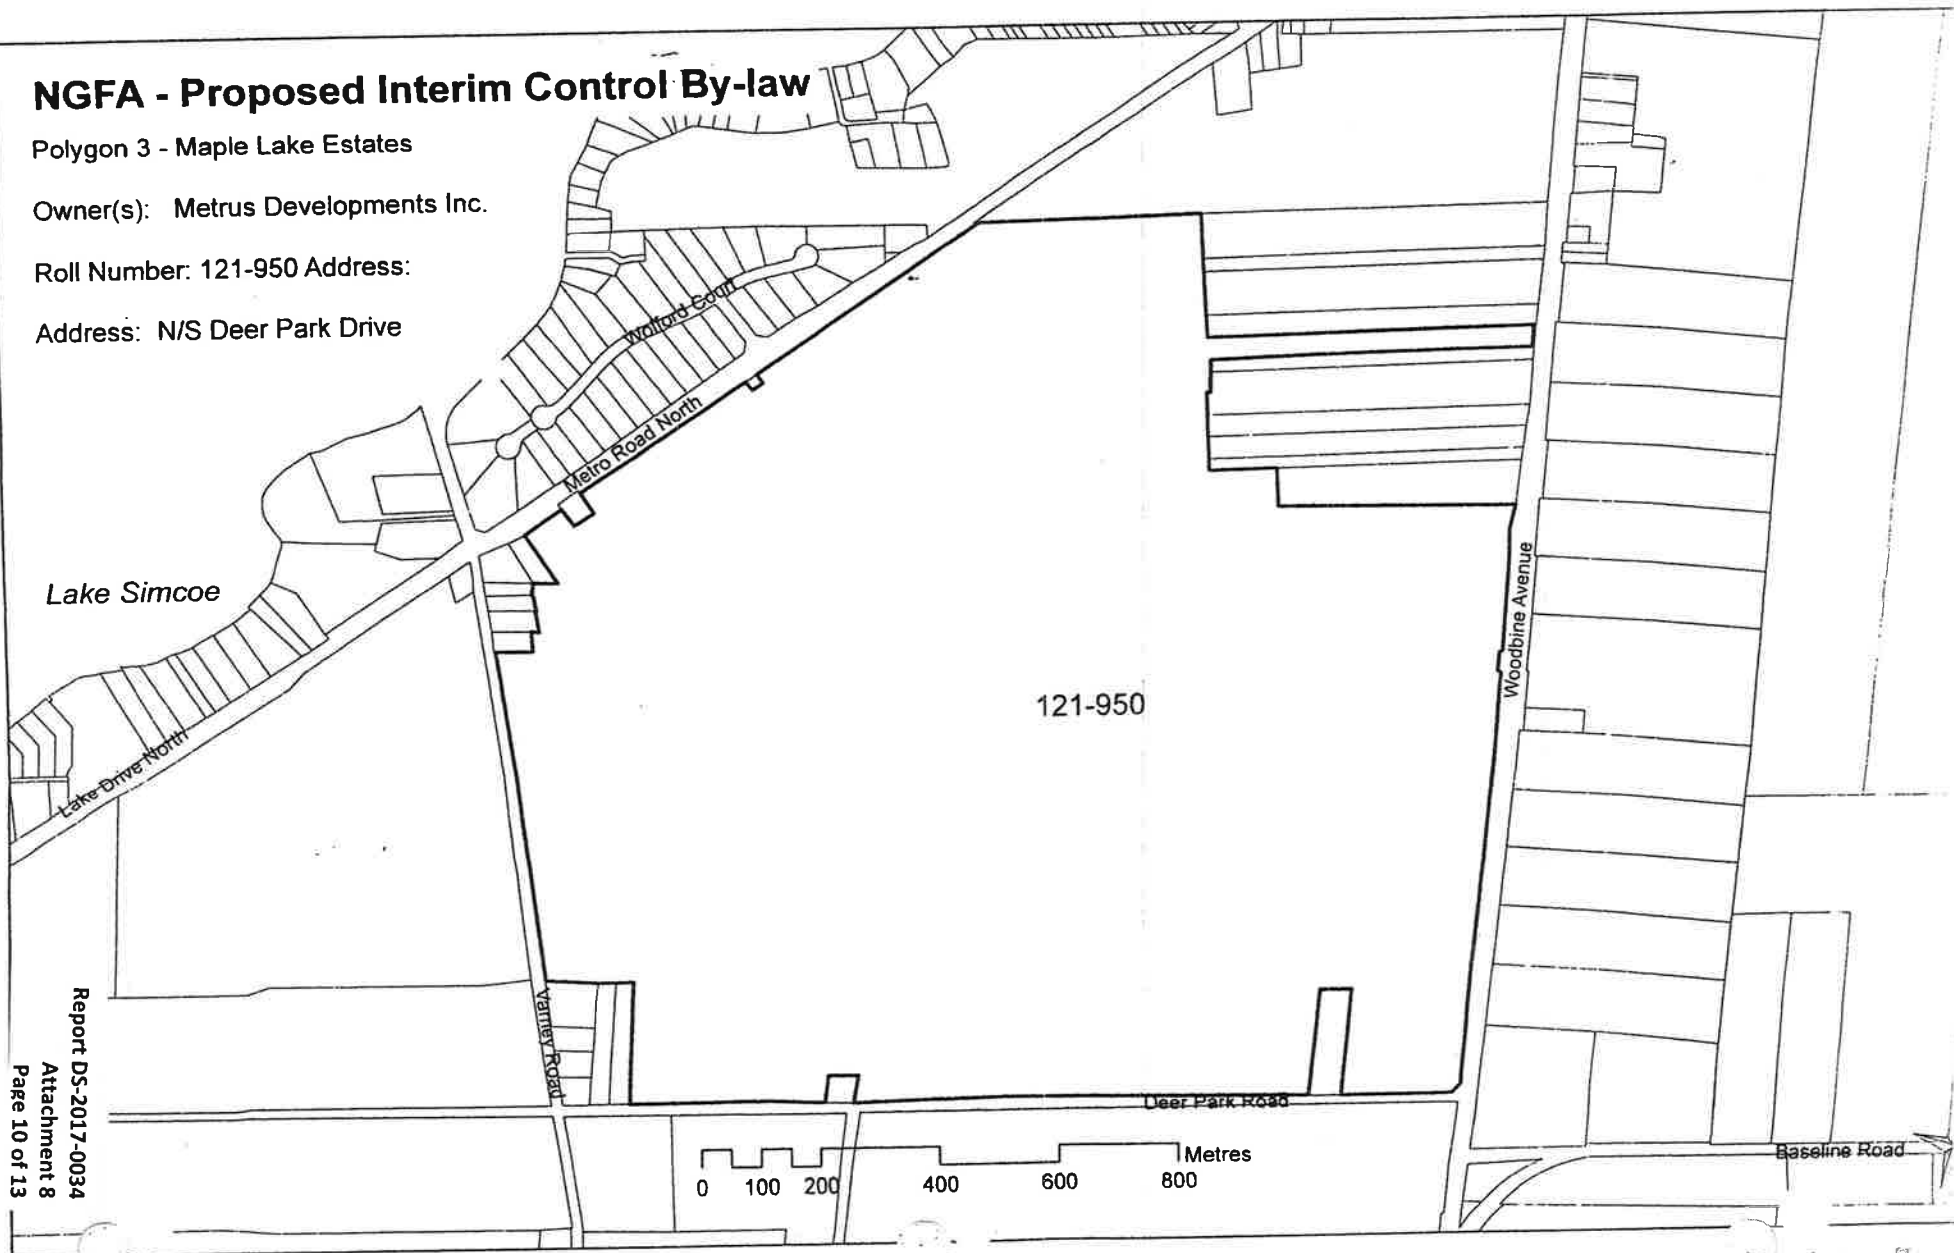 NGFA - Proposed Interim Control By-law
Polygon 3 - Maple Lake Estates
Owner(s): Metrus Developments Inc.
Roll Number: 121-950 Address:
Address: N/S Deer Park Drive
Wolford Court
Metro Road North
Lake Simcoe
Woodbine Avenue
121-950
Lake Drive North
Varney Road
Deer Park Road
Baseline Road
Metres
0 100 200 400 600 800
Report DS-2017-0034
Attachment 8
Page 10 of 13